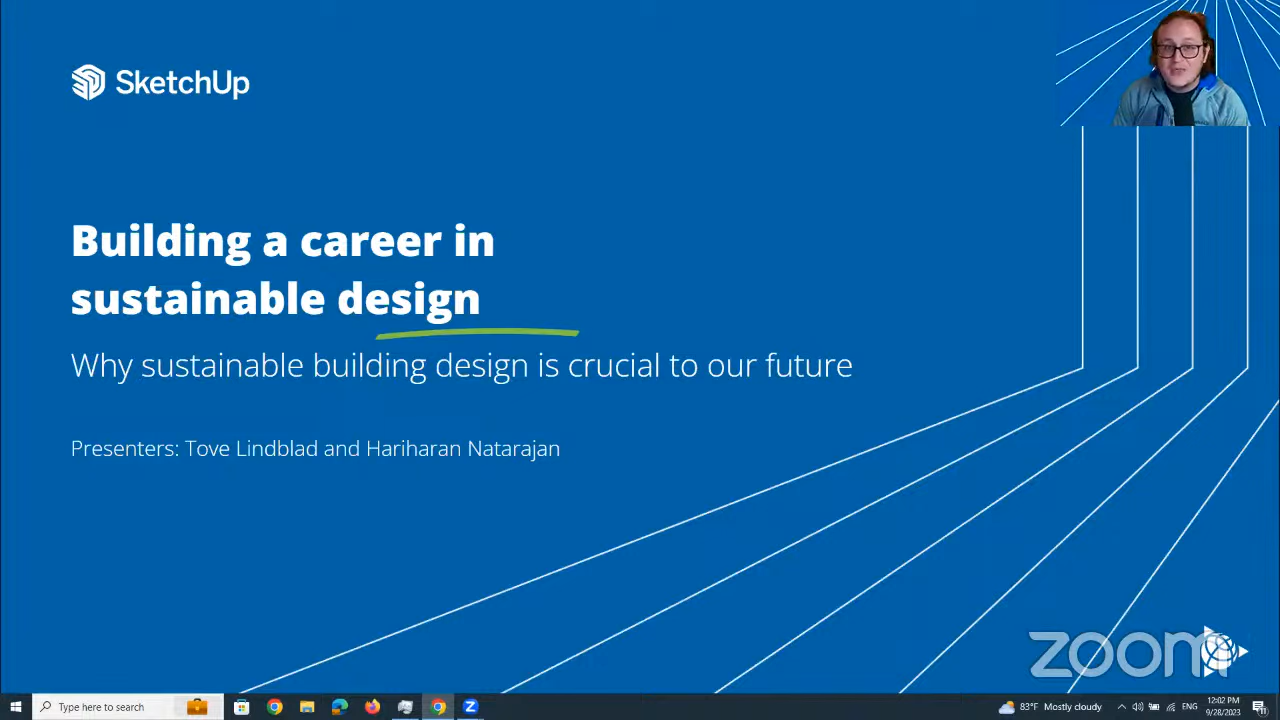 SketchUp
Building a career in
sustainable design
Why sustainable building design is crucial to our future
Presenters: Tove Lindblad and Hariharan Natarajan
zoom
Type here to search
83°F Mostly cloudy
ENG
12:02 PM
9/28/2023